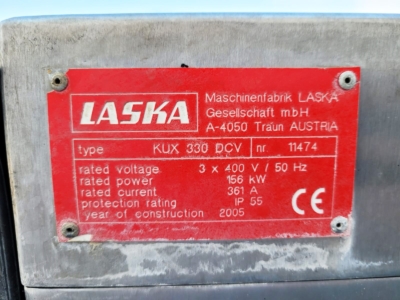 LASKA
Maschinenfabrik LASKA
Gesellschaft m.b.H
A-4050 Traun AUSTRIA
type KUX 330 DCV nr. 11474
rated voltage 3 x 400 V / 50 Hz
rated power 156 kW
rated current 361 A
protection rating IP 55
year of construction 2005
CE